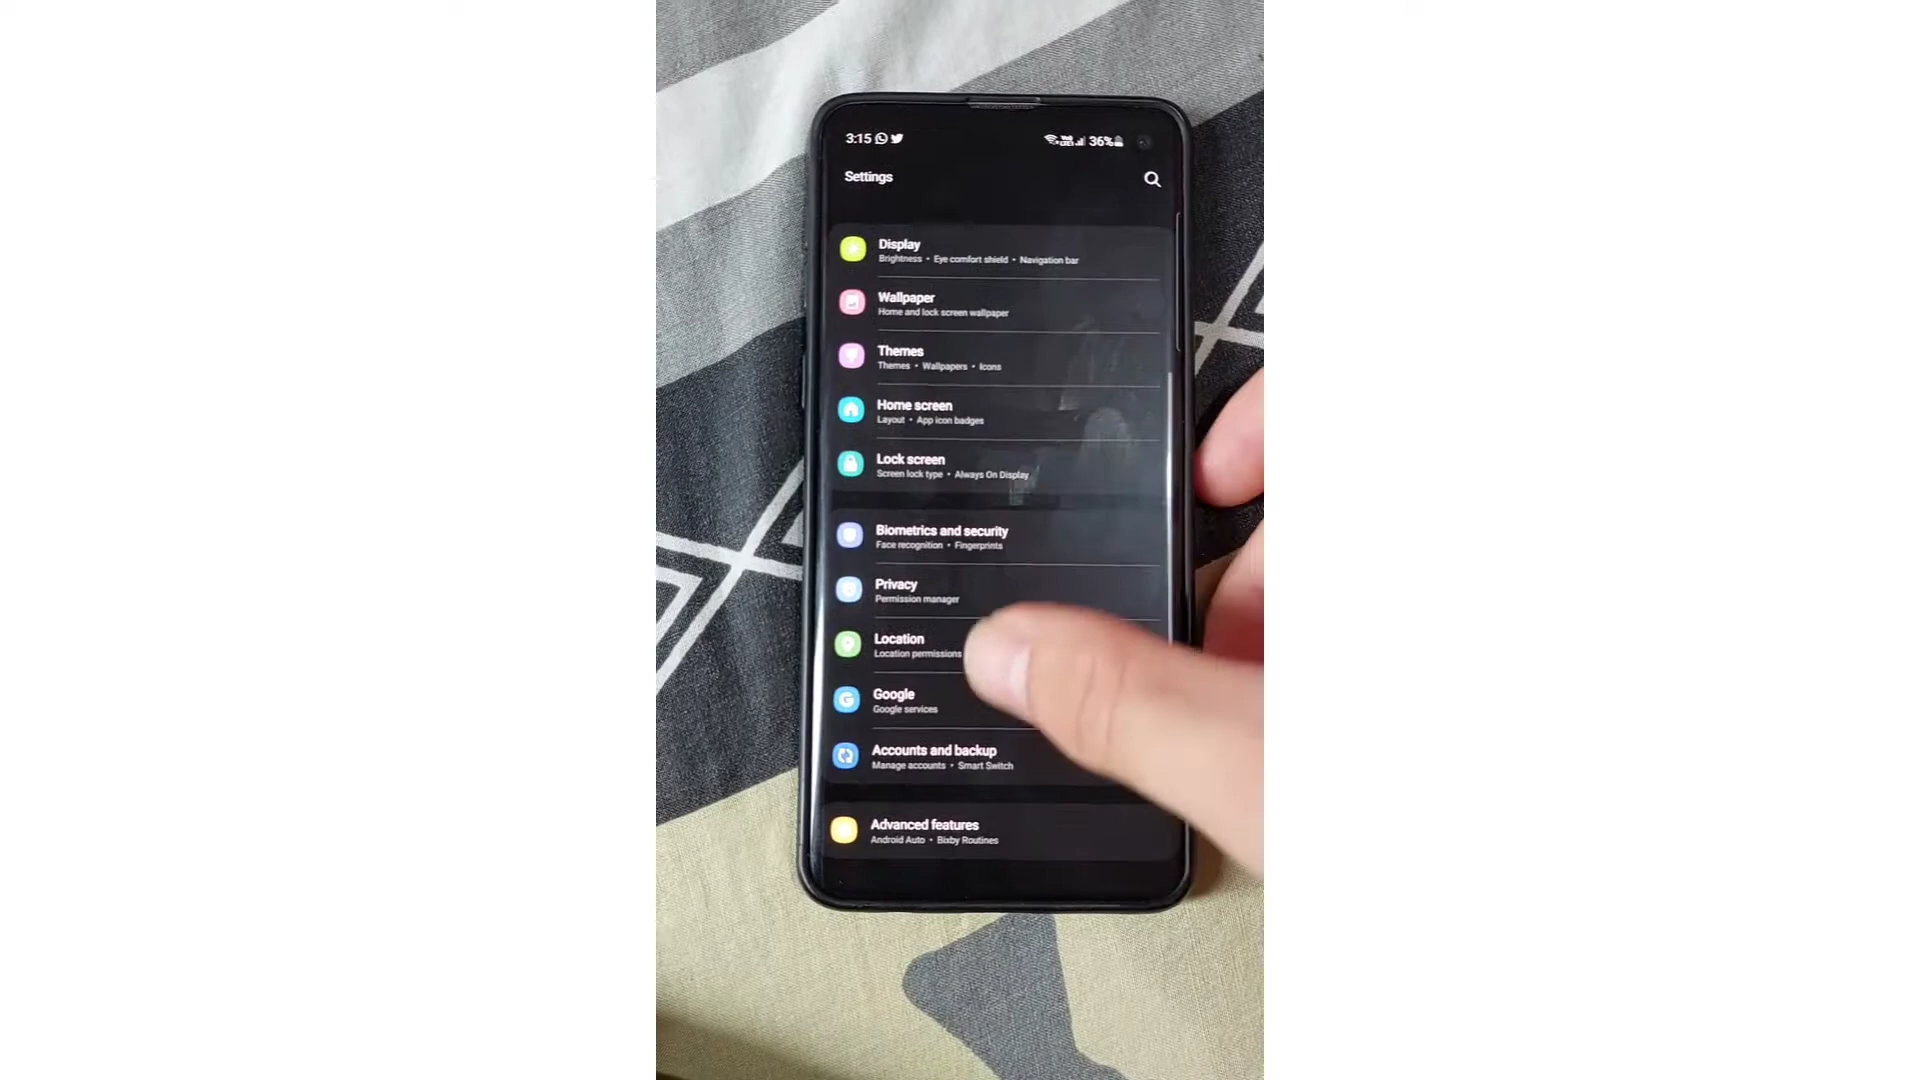 3:15 36%
Settings
Display
Brightness • Eye comfort shield • Navigation bar
Wallpaper
Home and lock screen wallpaper
Themes
Themes • Wallpapers • Icons
Home screen
Layout • App icon badges
Lock screen
Screen lock type • Always On Display
Biometrics and security
Face recognition • Fingerprints
Privacy
Permission manager
Location
Location permissions
Google
Google services
Accounts and backup
Manage accounts • Smart Switch
Advanced features
Android Auto • Bixby Routines